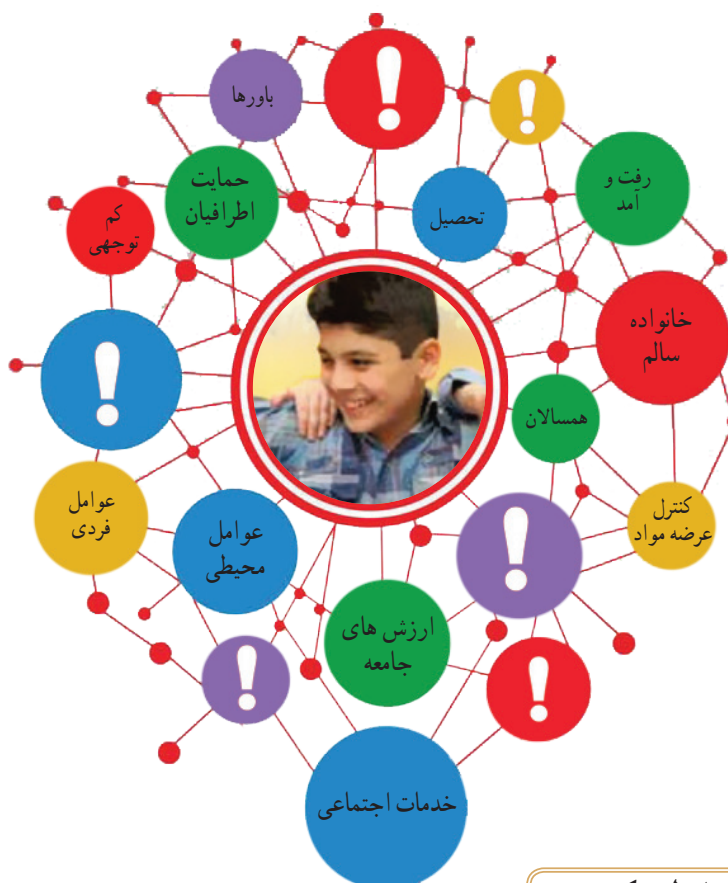 باورها
!
!
رفت و
آمد
حمایت
اطرافیان
تحصیل
کم
توجهی
خانواده
سالم
!
همسالان
عوامل
فردی
کنترل
عرضه مواد
عوامل
محیطی
!
ارزش های
جامعه
!
!
خدمات اجتماعی